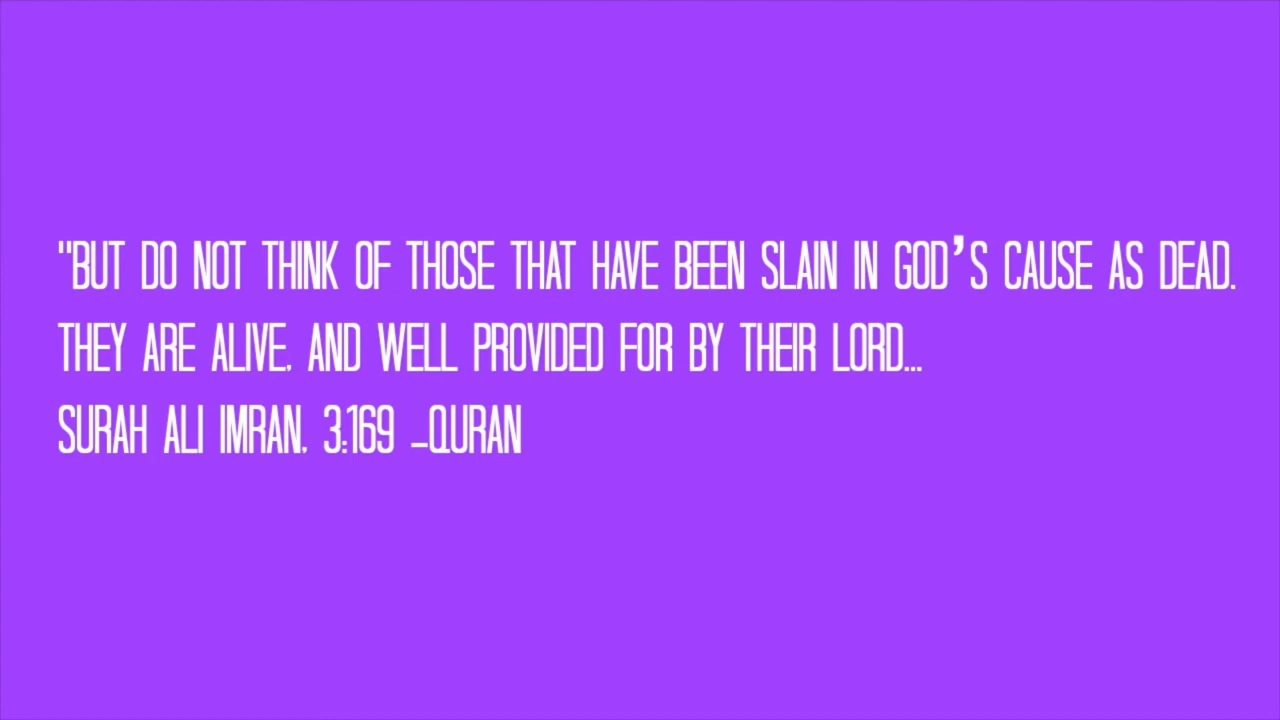 "BUT DO NOT THINK OF THOSE THAT HAVE BEEN SLAIN IN GOD’S CAUSE AS DEAD.
THEY ARE ALIVE, AND WELL PROVIDED FOR BY THEIR LORD...
SURAH ALI IMRAN, 3:169 -QURAN